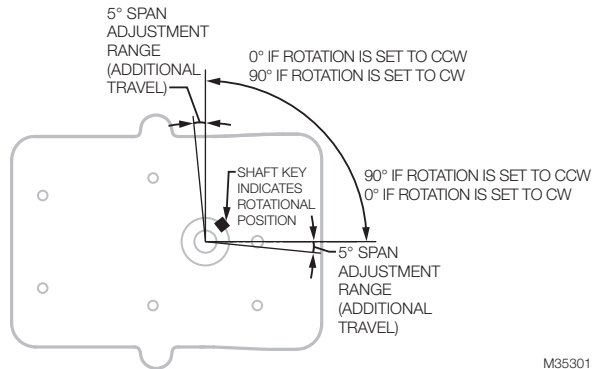 5° SPAN
ADJUSTMENT
RANGE
(ADDITIONAL
TRAVEL)
0° IF ROTATION IS SET TO CCW
90° IF ROTATION IS SET TO CW
SHAFT KEY
INDICATES
ROTATIONAL
POSITION
90° IF ROTATION IS SET TO CCW
0° IF ROTATION IS SET TO CW
5° SPAN
ADJUSTMENT
RANGE
(ADDITIONAL
TRAVEL)
M35301